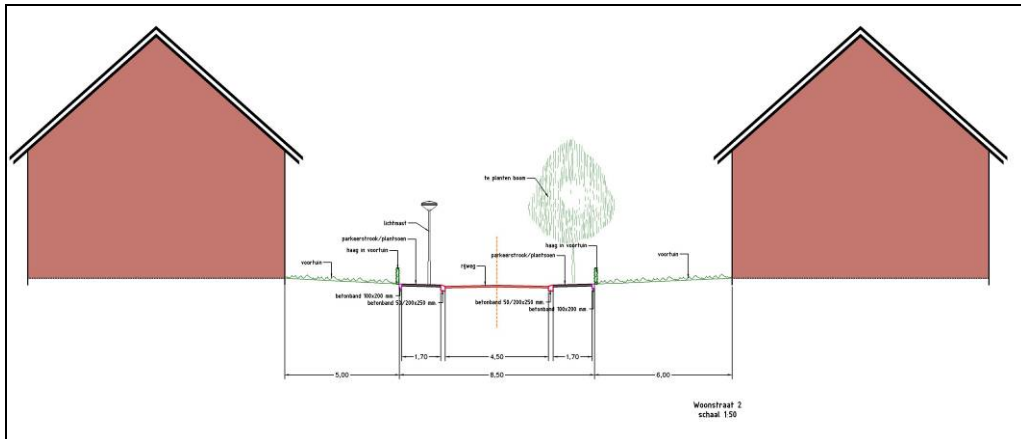 te planten boom
lichtmast
parkeerstrook/plantsoen
haag in voortuin
voortuin
rijweg
haag in voortuin
parkeerstrook/plantsoen
voortuin
betonband 100x200 mm
betonband 50/200x250 mm
betonband 50/200x250 mm
betonband 100x200 mm
1,70
4,50
1,70
5,00
8,50
6,00
Woonstraat 2
schaal 1:50